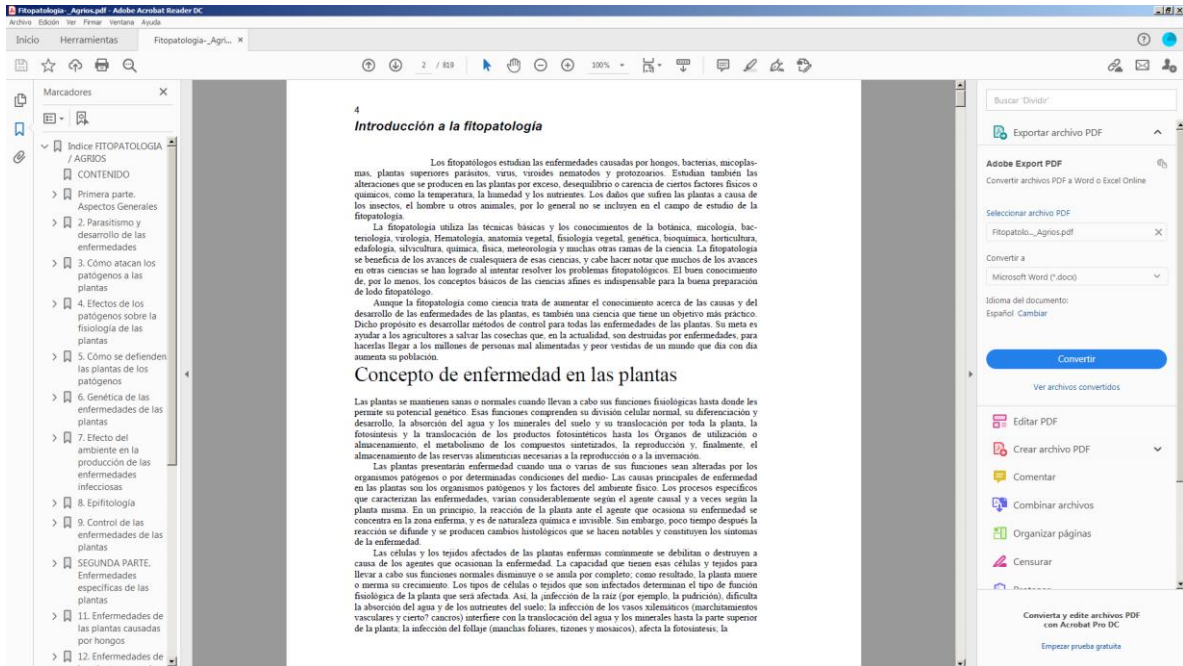 Fitopatologia-_Agrios.pdf - Adobe Acrobat Reader DC
Archivo Edición Ver Firmar Ventana Ayuda
Inicio Herramientas Fitopatologia-_Agri... ×
2 / 819 100%
Marcadores
Indice FITOPATOLOGIA
/ AGRIOS
CONTENIDO
Primera parte.
Aspectos Generales
2. Parasitismo y
desarrollo de las
enfermedades
3. Cómo atacan los
patógenos a las
plantas
4. Efectos de los
patógenos sobre la
fisiología de las
plantas
5. Cómo se defienden
las plantas de los
patógenos
6. Genética de las
enfermedades de las
plantas
7. Efecto del
ambiente en la
producción de las
enfermedades
infecciosas
8. Epifitología
9. Control de las
enfermedades de las
plantas
SEGUNDA PARTE.
Enfermedades
específicas de las
plantas
11. Enfermedades de
las plantas causadas
por hongos
12. Enfermedades de
4
Introducción a la fitopatología
Los fitopatólogos estudian las enfermedades causadas por hongos, bacterias, micoplas-
mas, plantas superiores parásitos, virus, viroides nematodos y protozoarios. Estudian también las
alteraciones que se producen en las plantas por exceso, desequilibrio o carencia de ciertos factores físicos o
químicos, como la temperatura, la humedad y los nutrientes. Los daños que sufren las plantas a causa de
los insectos, el hombre u otros animales, por lo general no se incluyen en el campo de estudio de la
fitopatología.
La fitopatología utiliza las técnicas básicas y los conocimientos de la botánica, micología, bac-
teriología, virología, Hematología, anatomía vegetal, fisiología vegetal, genética, bioquímica, horticultura,
edafología, silvicultura, química, física, meteorología y muchas otras ramas de la ciencia. La fitopatología
se beneficia de los avances de cualesquiera de esas ciencias, y cabe hacer notar que muchos de los avances
en otras ciencias se han logrado al intentar resolver los problemas fitopatológicos. El buen conocimiento
de, por lo menos, los conceptos básicos de las ciencias afines es indispensable para la buena preparación
de lodo fitopatólogo.
Aunque la fitopatología como ciencia trata de aumentar el conocimiento acerca de las causas y del
desarrollo de las enfermedades de las plantas, es también una ciencia que tiene un objetivo más práctico.
Dicho propósito es desarrollar métodos de control para todas las enfermedades de las plantas. Su meta es
ayudar a los agricultores a salvar las cosechas que, en la actualidad, son destruidas por enfermedades, para
hacerlas llegar a los millones de personas mal alimentadas y peor vestidas de un mundo que día con día
aumenta su población.
Concepto de enfermedad en las plantas
Las plantas se mantienen sanas o normales cuando llevan a cabo sus funciones fisiológicas hasta donde les
permite su potencial genético. Esas funciones comprenden su división celular normal, su diferenciación y
desarrollo, la absorción del agua y los minerales del suelo y su translocación por toda la planta, la
fotosíntesis y la translocación de los productos fotosintéticos hasta los Órganos de utilización o
almacenamiento, el metabolismo de los compuestos sintetizados, la reproducción y, finalmente, el
almacenamiento de las reservas alimenticias necesarias a la reproducción o a la invernación.
Las plantas presentarán enfermedad cuando una o varias de sus funciones sean alteradas por los
organismos patógenos o por determinadas condiciones del medio- Las causas principales de enfermedad
en las plantas son los organismos patógenos y los factores del ambiente físico. Los procesos específicos
que caracterizan las enfermedades, varían considerablemente según el agente causal y a veces según la
planta misma. En un principio, la reacción de la planta ante el agente que ocasiona su enfermedad se
concentra en la zona enferma, y es de naturaleza química e invisible. Sin embargo, poco tiempo después la
reacción se difunde y se producen cambios histológicos que se hacen notables y constituyen los síntomas
de la enfermedad.
Las células y los tejidos afectados de las plantas enfermas comúnmente se debilitan o destruyen a
causa de los agentes que ocasionan la enfermedad. La capacidad que tienen esas células y tejidos para
llevar a cabo sus funciones normales disminuye o se anula por completo; como resultado, la planta muere
o merma su crecimiento. Los tipos de células o tejidos que son infectados determinan el tipo de función
fisiológica de la planta que será afectada. Así, la ¡infección de la raíz (por ejemplo, la pudrición), dificulta
la absorción del agua y de los nutrientes del suelo; la infección de los vasos xilemáticos (marchitamientos
vasculares y cierto? cancros) interfiere con la translocación del agua y los minerales hasta la parte superior
de la planta; la infección del follaje (manchas foliares, tizones y mosaicos), afecta la fotosíntesis; la
Buscar 'Dividir'
Exportar archivo PDF
Adobe Export PDF
Convertir archivos PDF a Word o Excel Online
Seleccionar archivo PDF
Fitopatolo..._Agrios.pdf
Convertir a
Microsoft Word (*.docx)
Idioma del documento:
Español Cambiar
Convertir
Ver archivos convertidos
Editar PDF
Crear archivo PDF
Comentar
Combinar archivos
Organizar páginas
Censurar
Convierta y edite archivos PDF
con Acrobat Pro DC
Empezar prueba gratuita